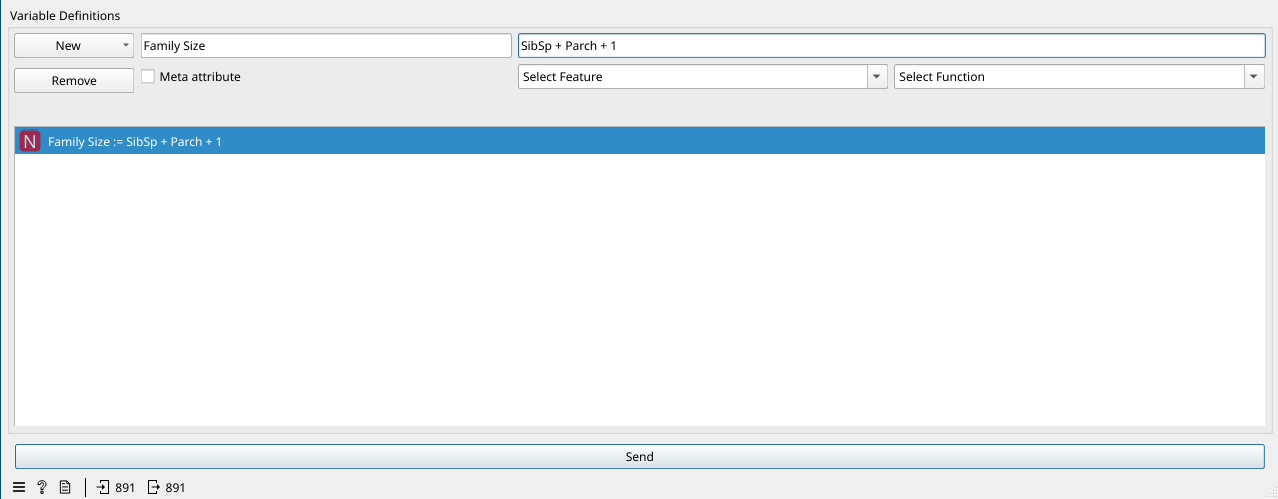 Variable Definitions
New Family Size SibSp + Parch + 1
Remove Meta attribute Select Feature Select Function
N Family Size := SibSp + Parch + 1
Send
? 891 891